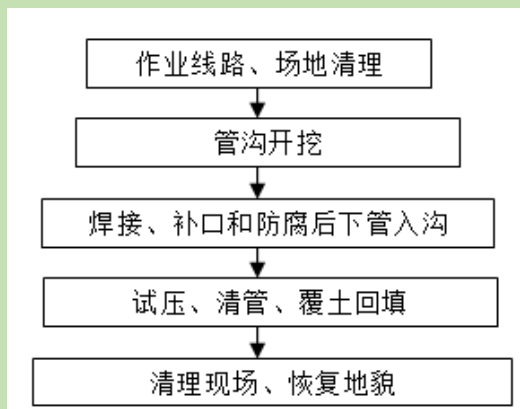 作业线路、场地清理
管沟开挖
焊接、补口和防腐后下管入沟
试压、清管、覆土回填
清理现场、恢复地貌